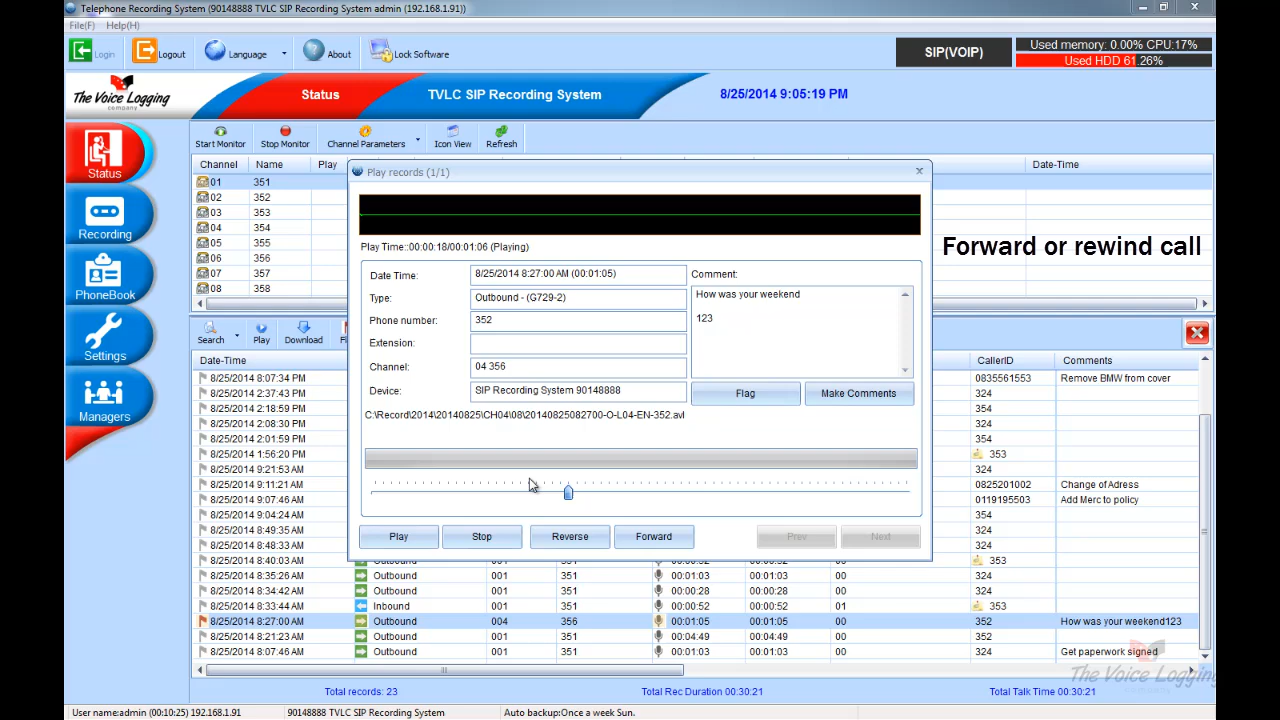 Telephone Recording System (90148888 TVLC SIP Recording System admin (192.168.1.91))
File(F) Help(H)
Login Logout Language About Lock Software
SIP(VOIP)
Used memory: 0.00% CPU:17%
Used HDD 61.26%
The Voice Logging
company
Status
TVLC SIP Recording System
8/25/2014 9:05:19 PM
Start Monitor Stop Monitor Channel Parameters Icon View Refresh
Channel Name Play Date-Time
01 351
02 352
03 353
04 354
05 355
06 356
07 357
08 358
Status
Recording
PhoneBook
Settings
Managers
Play records (1/1)
Play Time::00:00:18/00:01:06 (Playing)
Date Time: 8/25/2014 8:27:00 AM (00:01:05)
Type: Outbound - (G729-2)
Phone number: 352
Extension:
Channel: 04 356
Device: SIP Recording System 90148888
Comment:
How was your weekend
123
Flag Make Comments
C:\Record\2014\20140825\CH04\08\20140825082700-O-L04-EN-352.avl
Play Stop Reverse Forward Prev Next
Forward or rewind call
Search Play Download
Date-Time CallerID Comments
8/25/2014 8:07:34 PM 0835561553 Remove BMW from cover
8/25/2014 2:37:43 PM 324
8/25/2014 2:18:59 PM 354
8/25/2014 2:08:30 PM 324
8/25/2014 2:01:59 PM 354
8/25/2014 1:56:20 PM 353
8/25/2014 9:21:53 AM 324
8/25/2014 9:11:21 AM 0825201002 Change of Adress
8/25/2014 9:07:46 AM 0119195503 Add Merc to policy
8/25/2014 9:04:24 AM 354
8/25/2014 8:49:35 AM 324
8/25/2014 8:48:33 AM 324
8/25/2014 8:40:03 AM 353
8/25/2014 8:35:26 AM Outbound 001 351 00:01:03 00:01:03 00 324
8/25/2014 8:34:42 AM Outbound 001 351 00:00:28 00:00:28 00 324
8/25/2014 8:33:44 AM Inbound 001 351 00:00:52 00:00:52 01 353
8/25/2014 8:27:00 AM Outbound 004 356 00:01:05 00:01:05 00 352 How was your weekend123
8/25/2014 8:21:23 AM Outbound 001 351 00:04:49 00:04:49 00 352
8/25/2014 8:07:46 AM Outbound 001 351 00:01:03 00:01:03 00 324 Get paperwork signed
The Voice Logging
Total records: 23 Total Rec Duration 00:30:21 Total Talk Time 00:30:21
User name:admin (00:10:25) 192.168.1.91 90148888 TVLC SIP Recording System Auto backup:Once a week Sun.